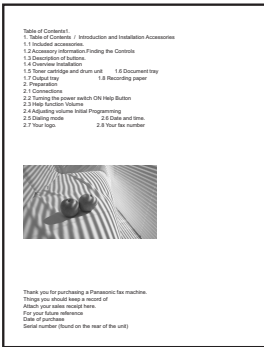 Table of Contents1.
1. Table of Contents / Introduction and Installation Accessories
1.1 Included accessories.
1.2 Accessory information.Finding the Controls
1.3 Description of buttons.
1.4 Overview Installation
1.5 Toner cartridge and drum unit 1.6 Document tray
1.7 Output tray 1.8 Recording paper
2. Preparation
2.1 Connections
2.2 Turning the power switch ON Help Button
2.3 Help function Volume
2.4 Adjusting volume Initial Programming
2.5 Dialing mode 2.6 Date and time.
2.7 Your logo. 2.8 Your fax number
Thank you for purchasing a Panasonic fax machine.
Things you should keep a record of
Attach your sales receipt here.
For your future reference
Date of purchase
Serial number (found on the rear of the unit)